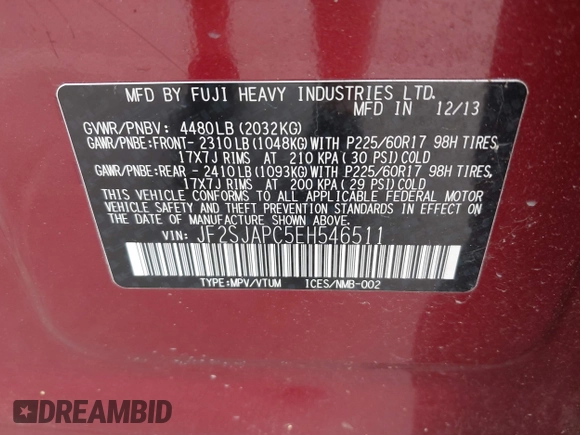 MFD BY FUJI HEAVY INDUSTRIES LTD.
MFD IN 12/13
GVWR/PNBV: 4480LB(2032KG)
GAWR/PNBE:FRONT- 2310LB(1048KG)WITH P225/60R17 98H TIRES,
17X7J RIMS AT 210 KPA(30 PSI)COLD
GAWR/PNBE:REAR - 2410LB(1093KG)WITH P225/60R17 98H TIRES,
17X7J RIMS AT 200 KPA(29 PSI)COLD
THIS VEHICLE CONFORMS TO ALL APPLICABLE FEDERAL MOTOR
VEHICLE SAFETY AND THEFT PREVENTION STANDARDS IN EFFECT
ON THE DATE OF MANUFACTURE SHOWN ABOVE.
VIN: JF2SJAPC5EH546511
TYPE:MPV/VTUM ICES/NMB-002
DREAMBID